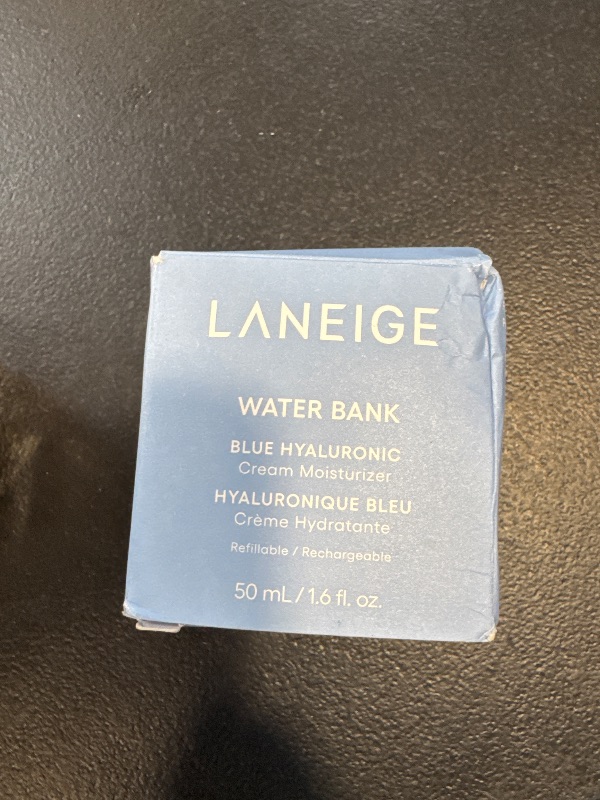 LANEIGE
WATER BANK
BLUE HYALURONIC
Cream Moisturizer
HYALURONIQUE BLEU
Crème Hydratante
Refillable / Rechargeable
50 mL / 1.6 fl. oz.